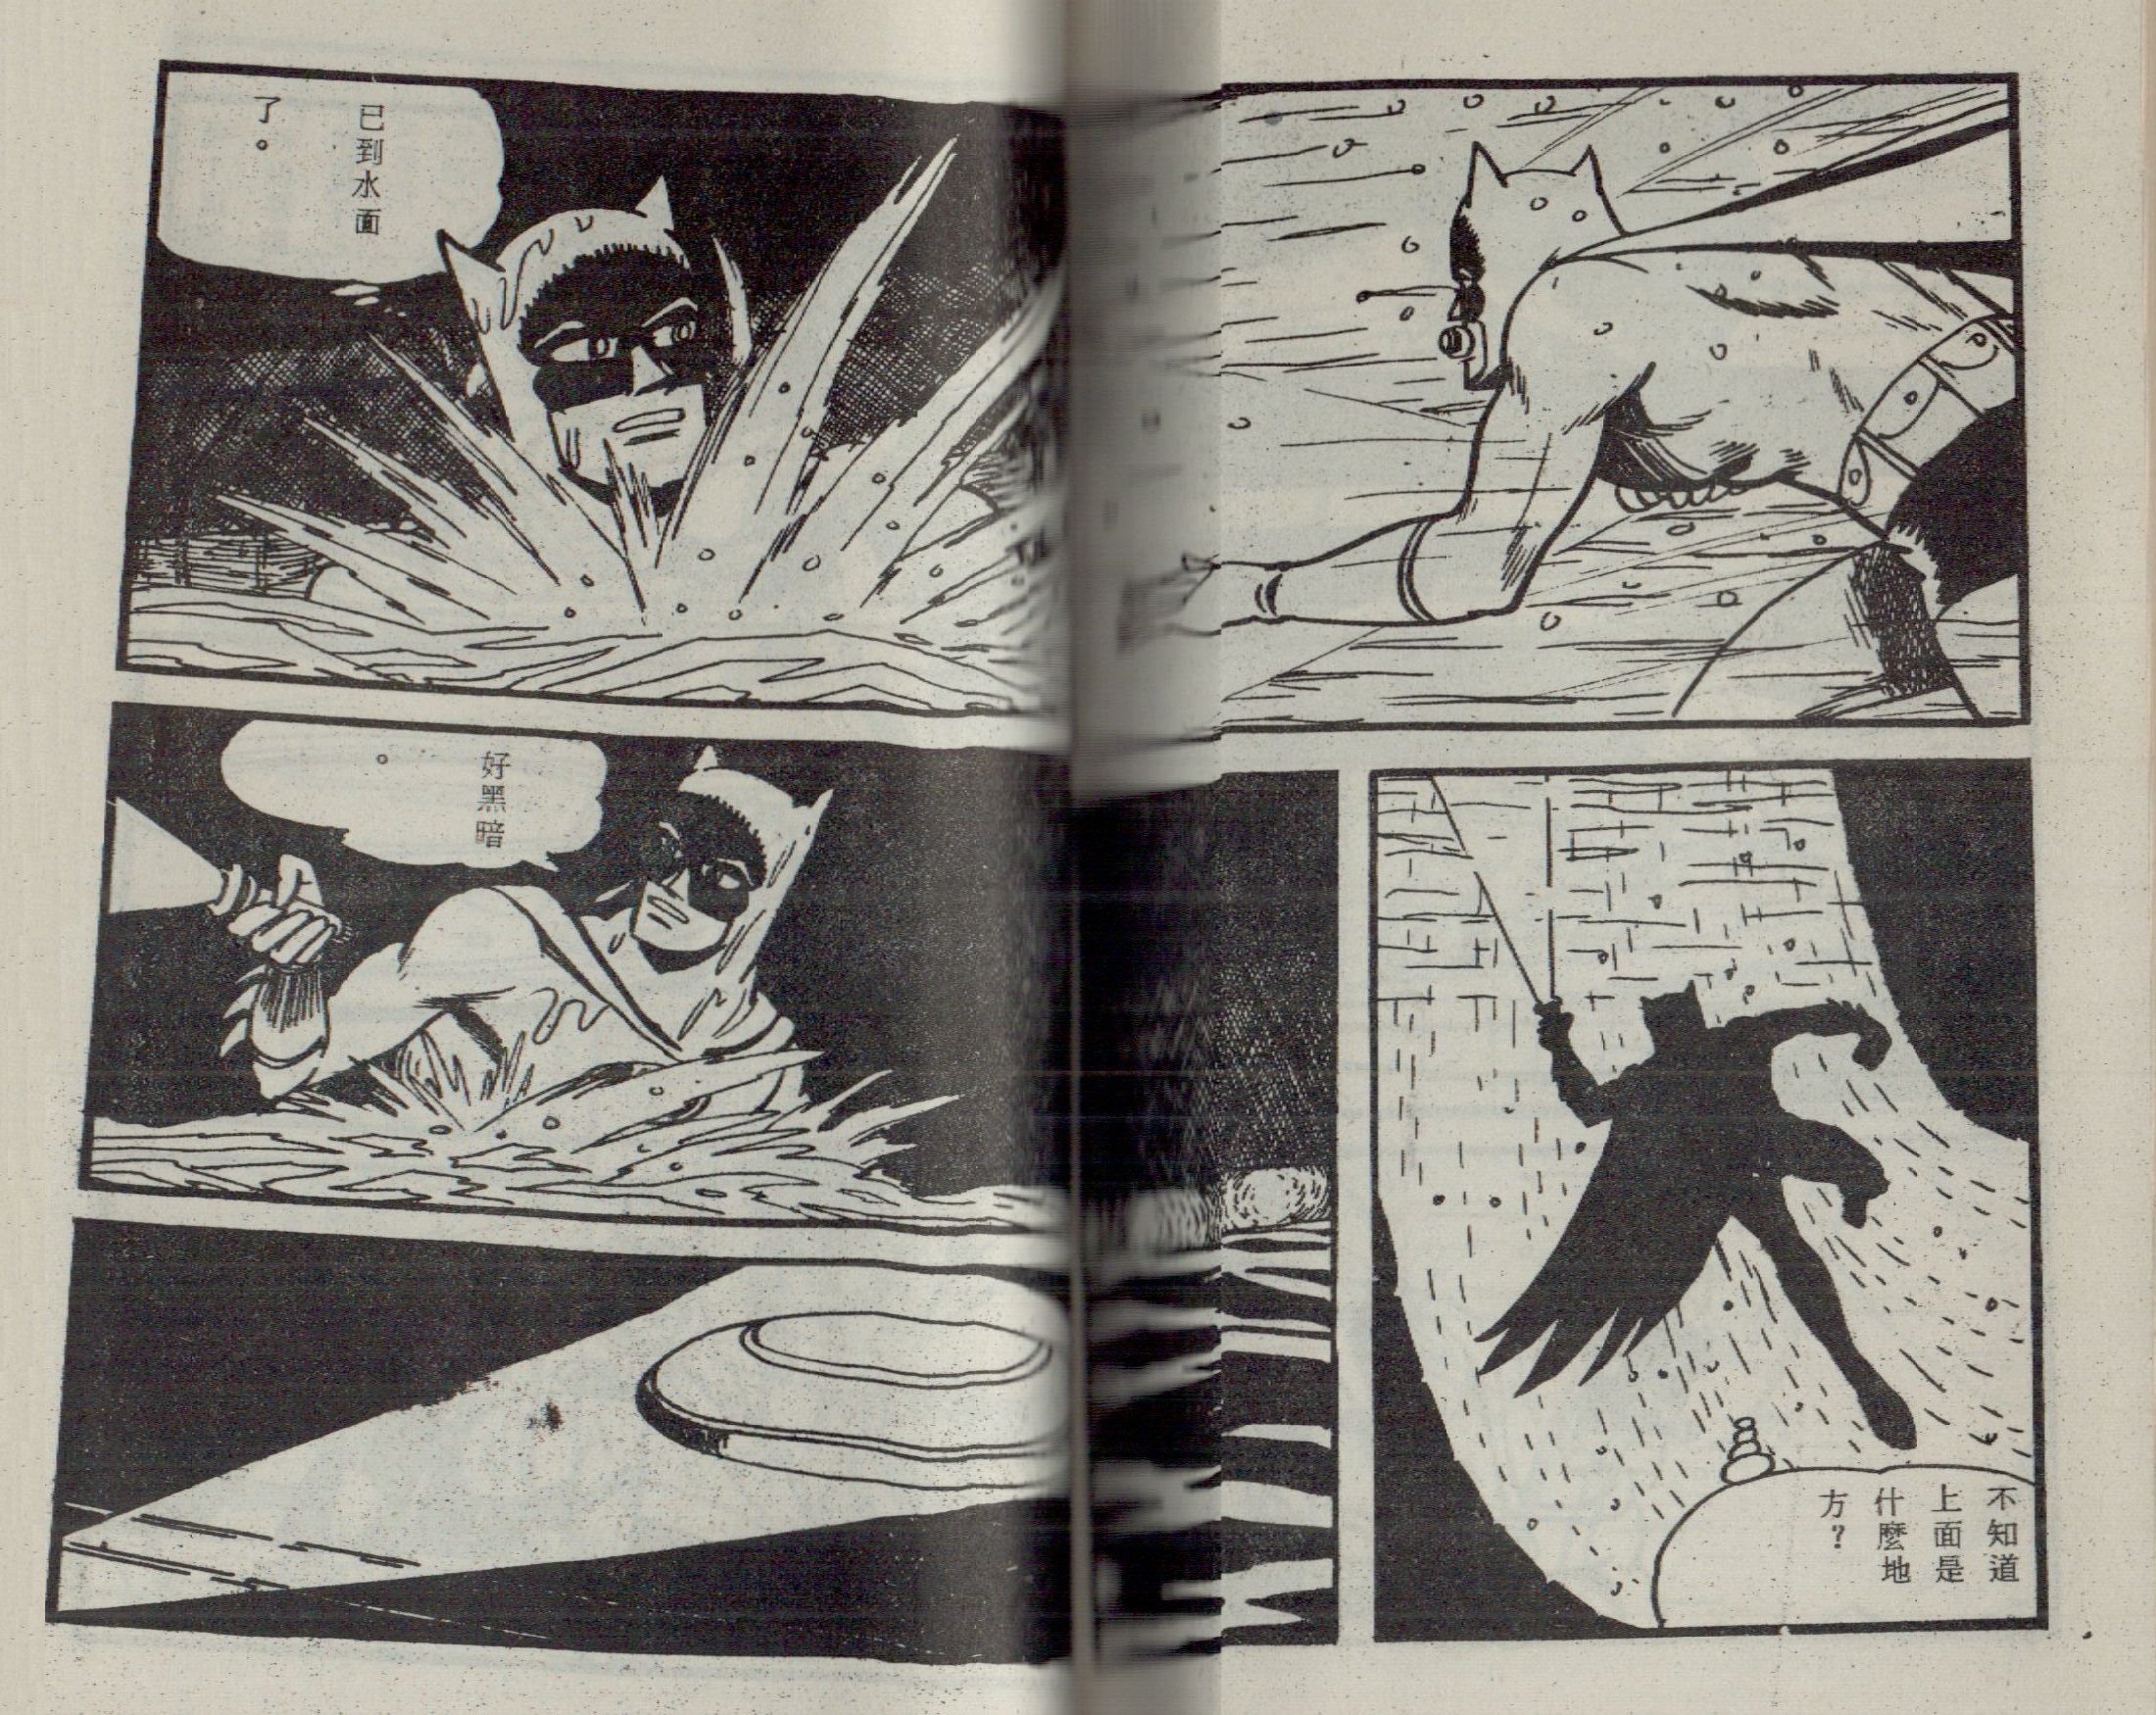 不知道
上面是
什麼地
方？
已到水面
了。
好黑暗
。